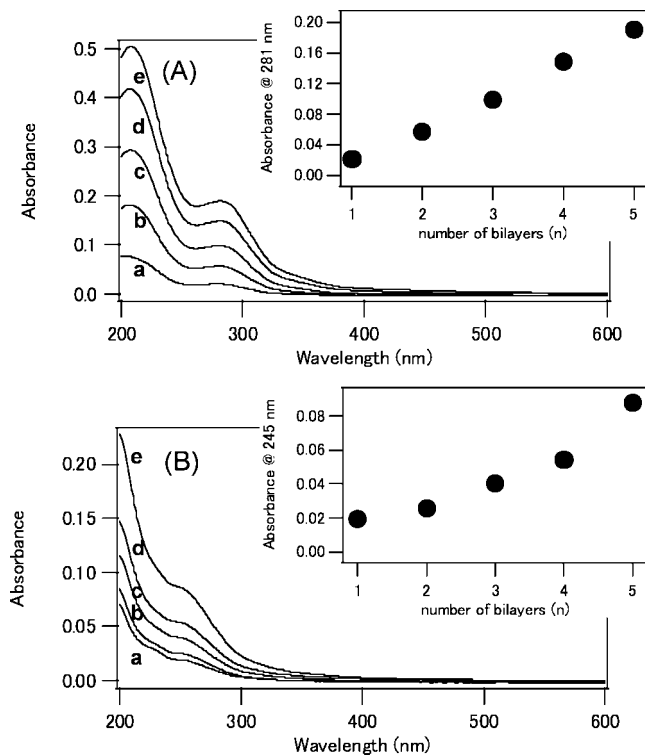 (A)
Absorbance
0.5
0.4
0.3
0.2
0.1
0.0
e
d
c
b
a
200 300 400 500 600
Wavelength (nm)
Absorbance @ 281 nm
0.20
0.16
0.12
0.08
0.04
0.00
1 2 3 4 5
number of bilayers (n)
(B)
Absorbance
0.20
0.15
0.10
0.05
0.00
e
d
c
b
a
200 300 400 500 600
Wavelength (nm)
Absorbance @ 245 nm
0.08
0.06
0.04
0.02
0.00
1 2 3 4 5
number of bilayers (n)